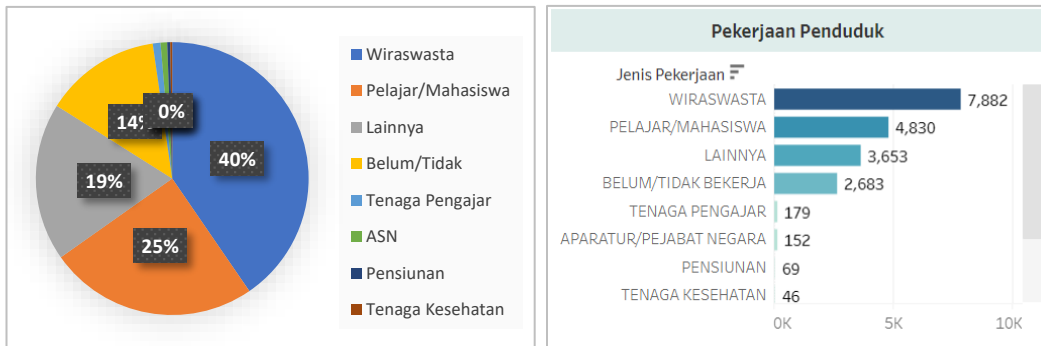 Wiraswasta
Pelajar/Mahasiswa
Lainnya
Belum/Tidak
Tenaga Pengajar
ASN
Pensiunan
Tenaga Kesehatan
0%
14%
40%
19%
25%
Pekerjaan Penduduk
Jenis Pekerjaan
WIRASWASTA 7,882
PELAJAR/MAHASISWA 4,830
LAINNYA 3,653
BELUM/TIDAK BEKERJA 2,683
TENAGA PENGAJAR 179
APARATUR/PEJABAT NEGARA 152
PENSIUNAN 69
TENAGA KESEHATAN 46
0K 5K 10K